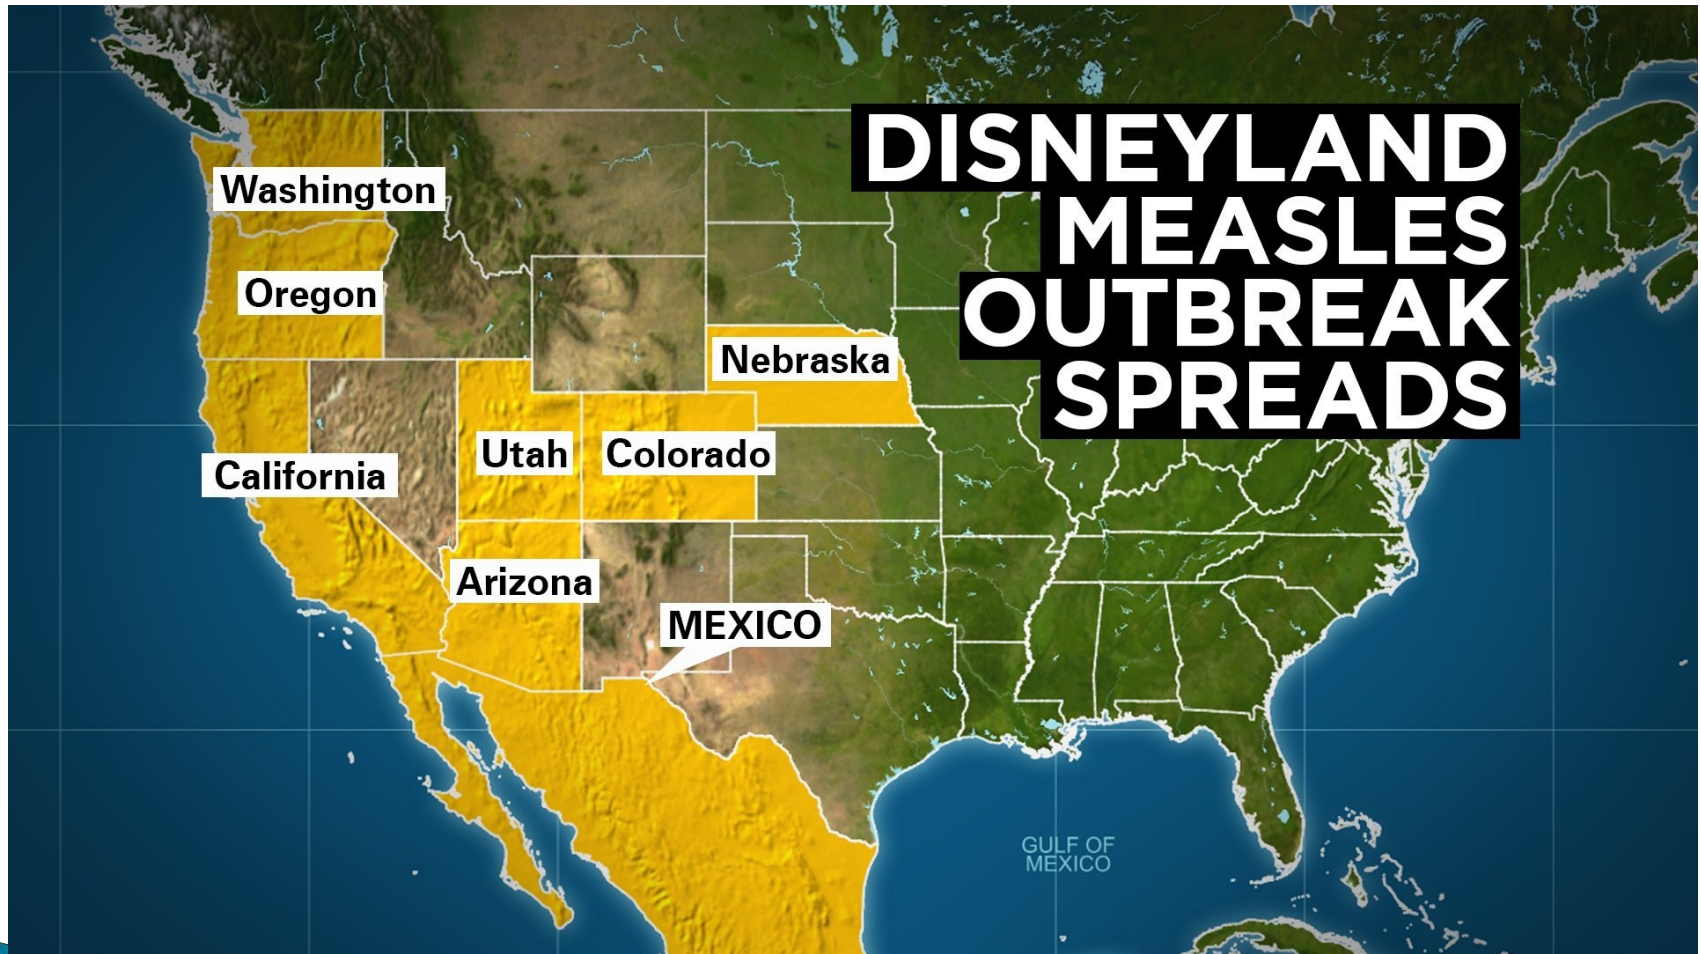 DISNEYLAND
MEASLES
OUTBREAK
SPREADS
Washington
Oregon
Nebraska
Utah
Colorado
California
Arizona
MEXICO
GULF OF
MEXICO